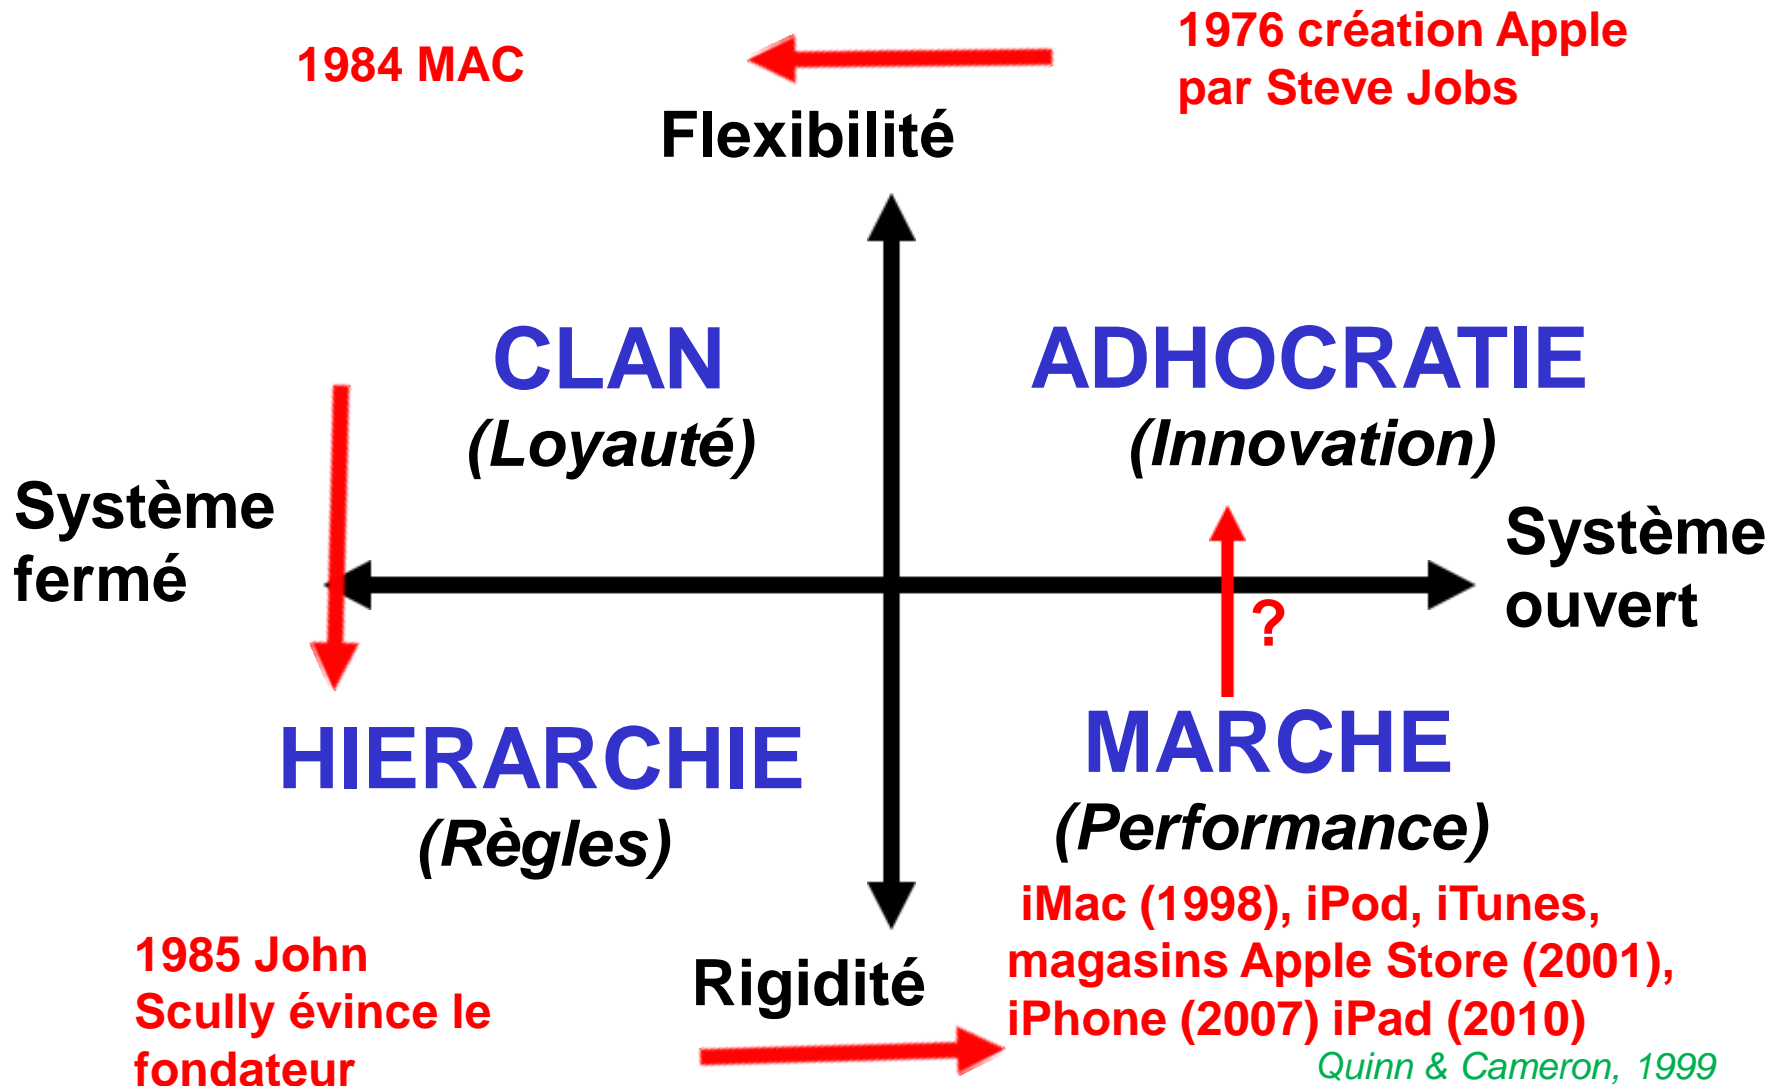 1984 MAC
1976 création Apple
par Steve Jobs
Flexibilité
CLAN
(Loyauté)
ADHOCRATIE
(Innovation)
Système
fermé
Système
ouvert
?
HIERARCHIE
(Règles)
MARCHE
(Performance)
1985 John
Scully évince le
fondateur
Rigidité
iMac (1998), iPod, iTunes,
magasins Apple Store (2001),
iPhone (2007) iPad (2010)
Quinn & Cameron, 1999